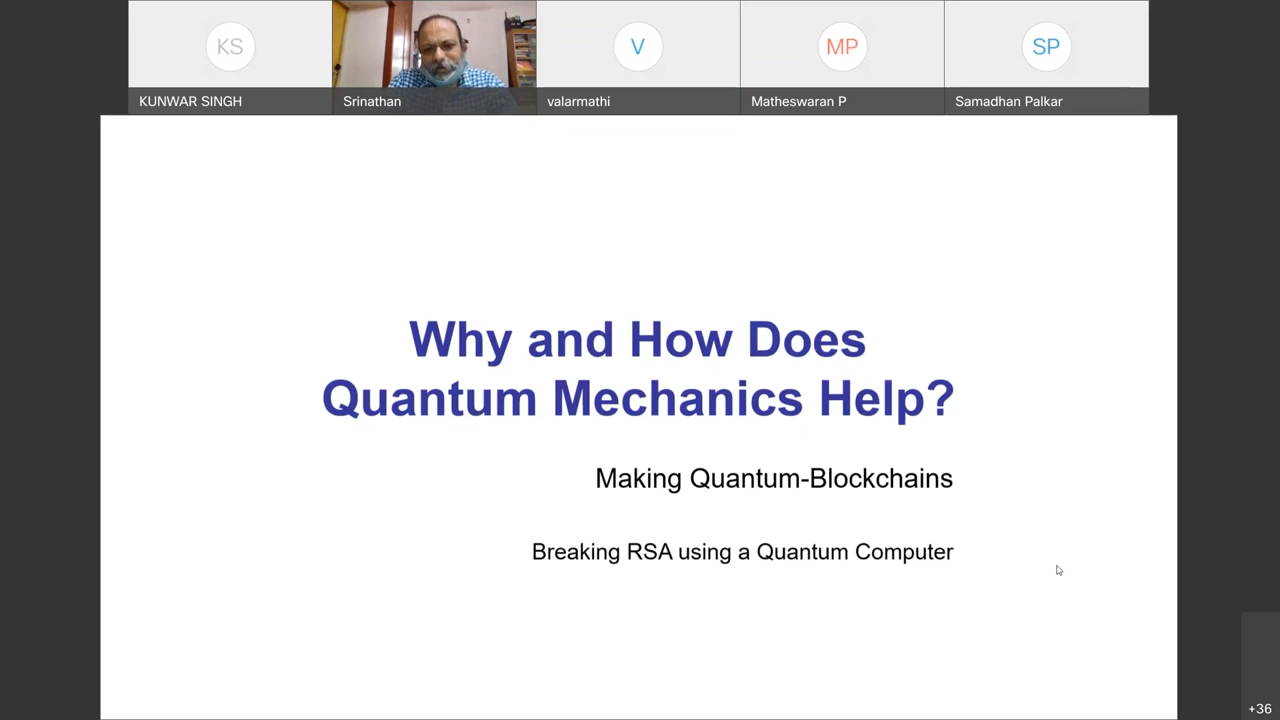 KS
V
MP
SP
KUNWAR SINGH
Srinathan
valarmathi
Matheswaran P
Samadhan Palkar
Why and How Does
Quantum Mechanics Help?
Making Quantum-Blockchains
Breaking RSA using a Quantum Computer
+36